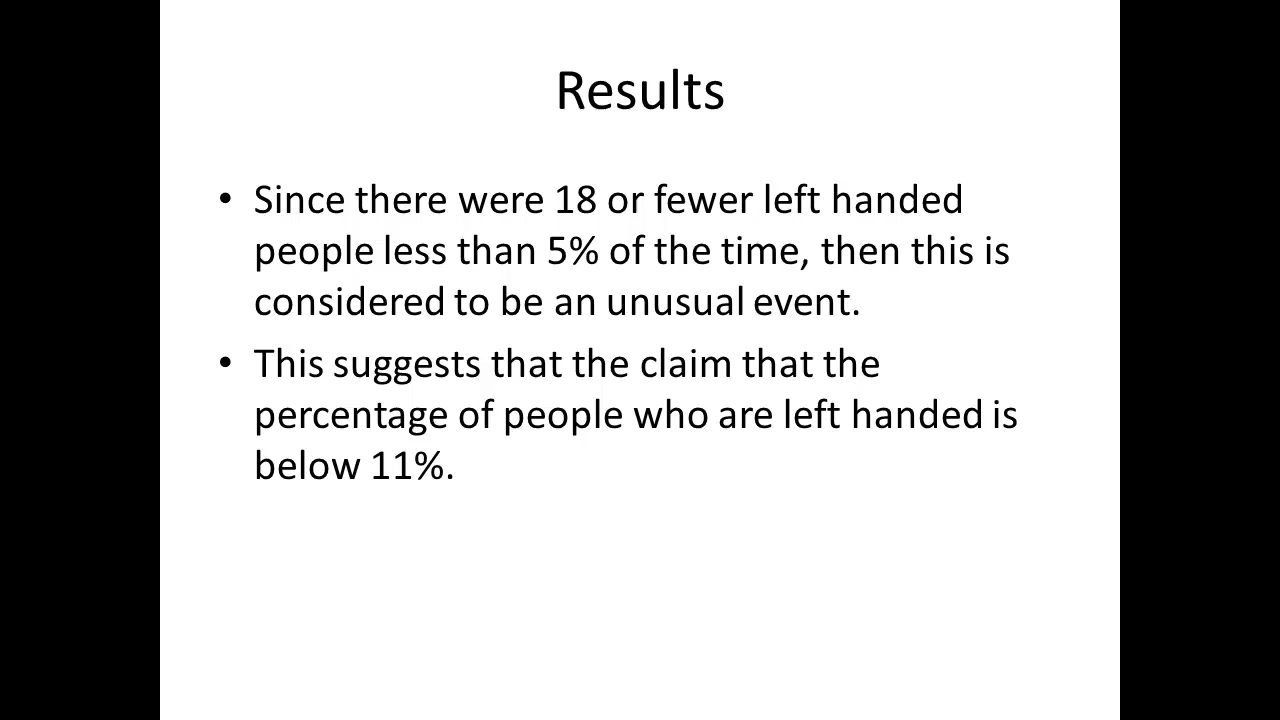 Results
• Since there were 18 or fewer left handed
people less than 5% of the time, then this is
considered to be an unusual event.
• This suggests that the claim that the
percentage of people who are left handed is
below 11%.